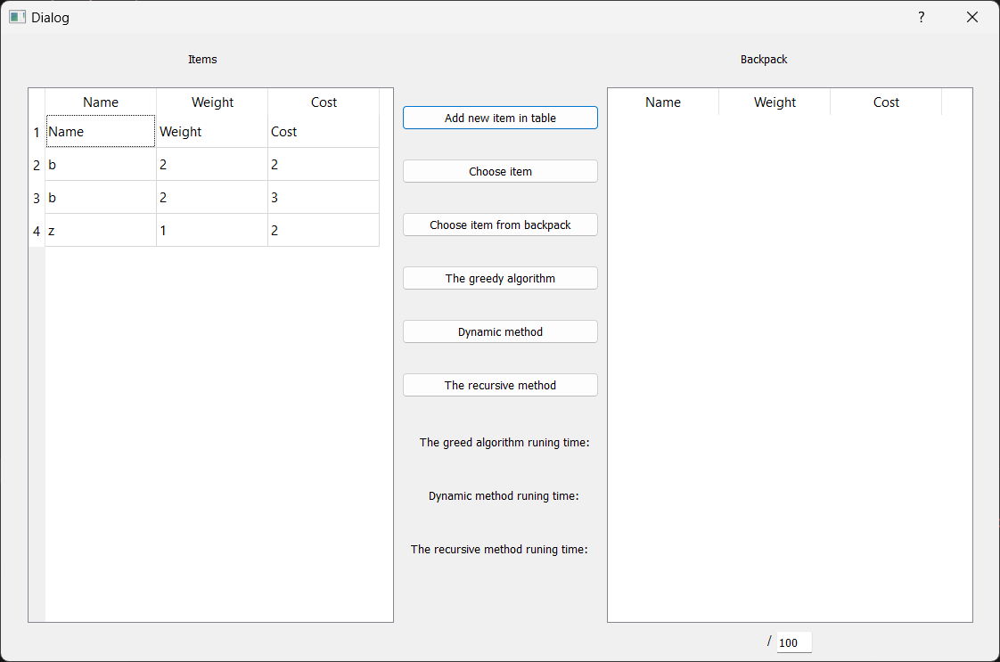 Dialog ?
Items
Backpack
Name Weight Cost
1 Name Weight Cost
2 b 2 2
3 b 2 3
4 z 1 2
Add new item in table
Choose item
Choose item from backpack
The greedy algorithm
Dynamic method
The recursive method
The greed algorithm runing time:
Dynamic method runing time:
The recursive method runing time:
Name Weight Cost
/ 100